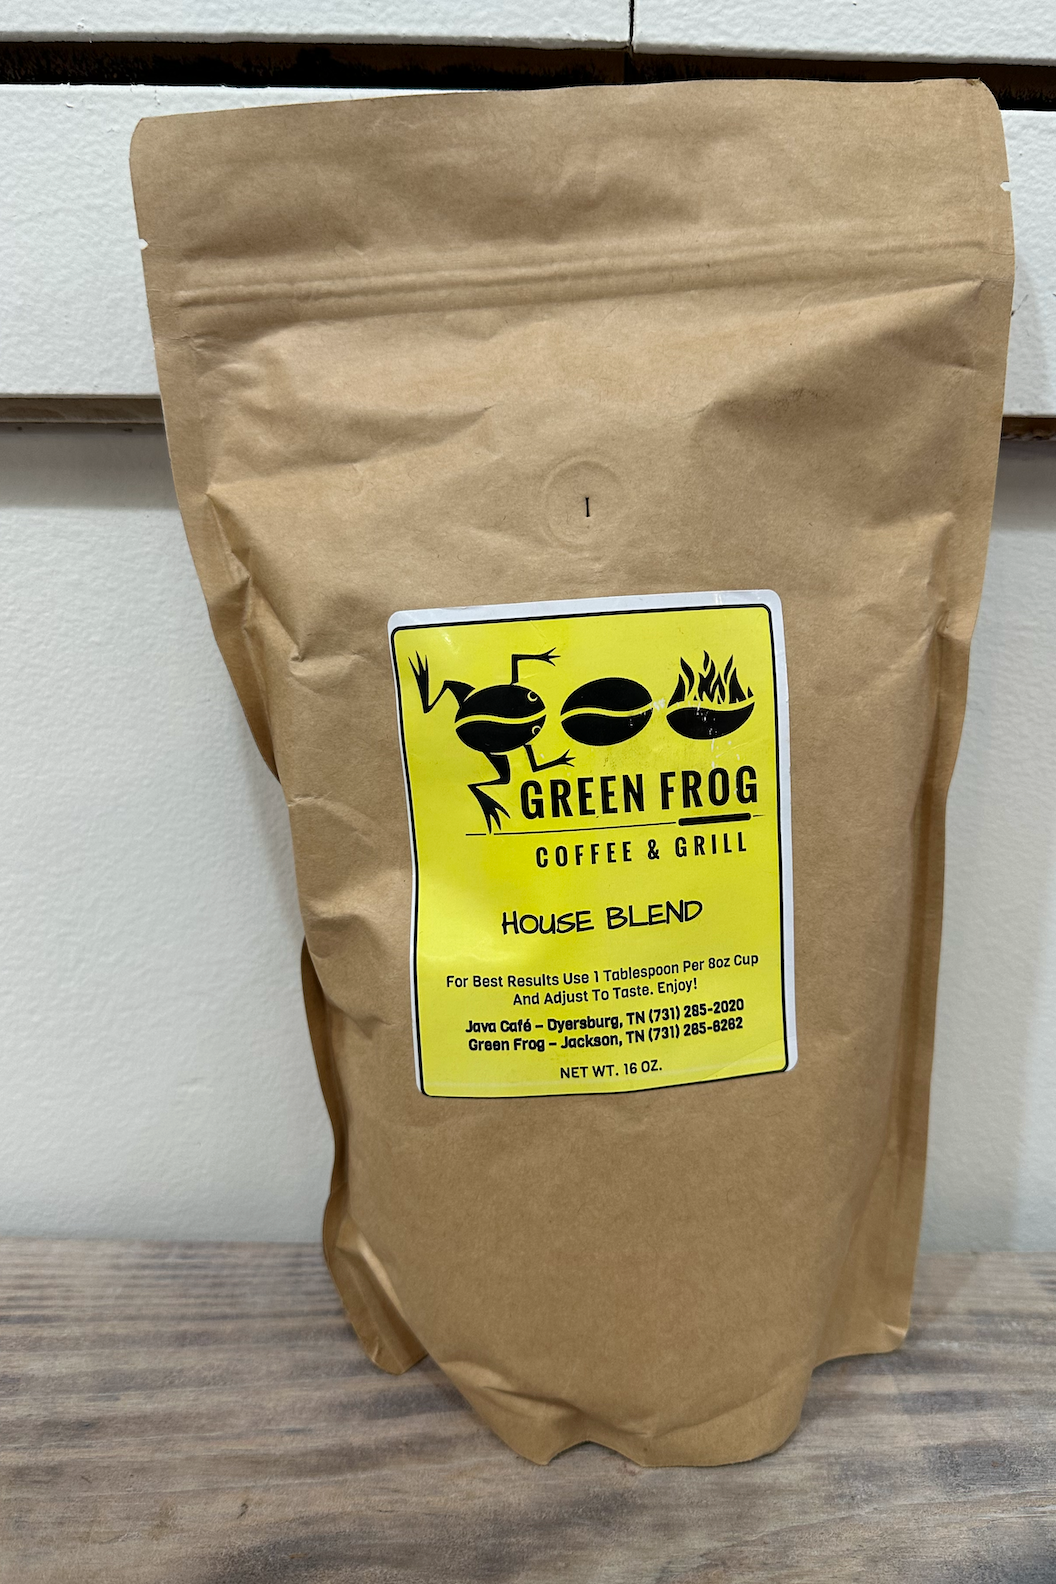 GREEN FROG
COFFEE & GRILL
HOUSE BLEND
For Best Results Use 1 Tablespoon Per 8oz Cup
And Adjust To Taste. Enjoy!
Java Café – Dyersburg, TN (731) 285-2020
Green Frog – Jackson, TN (731) 285-6262
NET WT. 16 OZ.